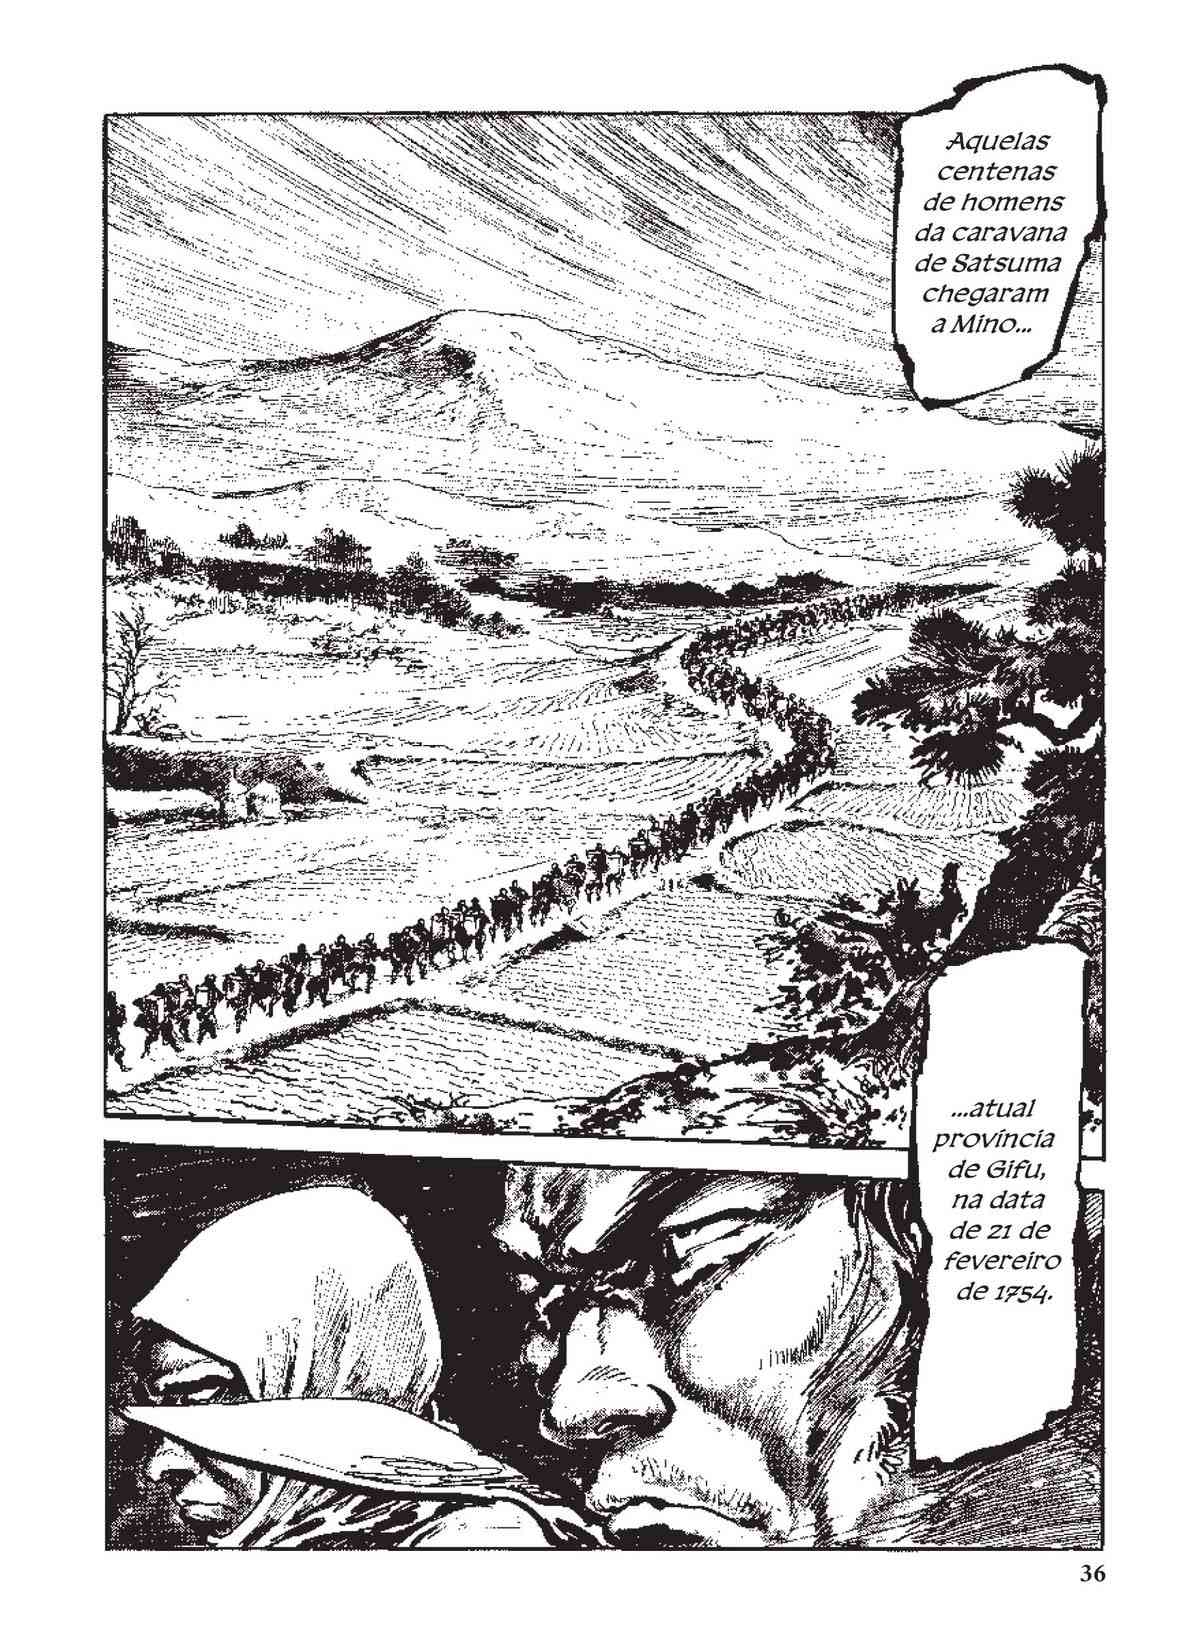 Aquelas
centenas
de homens
da caravana
de Satsuma
chegaram
a Mino...
...atual
província
de Gifu,
na data
de 21 de
fevereiro
de 1754.
36